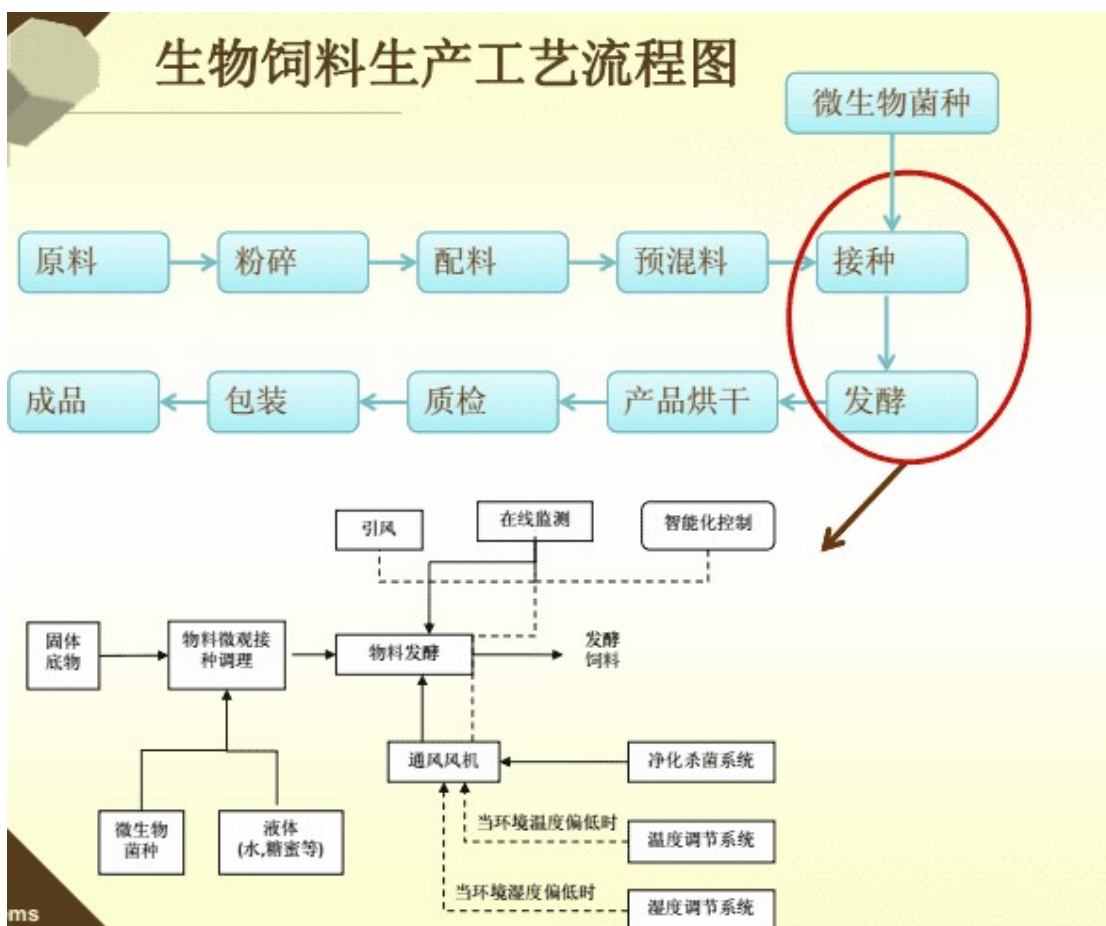 生物饲料生产工艺流程图
微生物菌种
原料
粉碎
配料
预混料
接种
成品
包装
质检
产品烘干
发酵
引风
在线监测
智能化控制
固体
底物
物料微观接
种调理
物料发酵
发酵
饲料
通风风机
净化杀菌系统
微生物
菌种
液体
(水,糖蜜等)
当环境温度偏低时
温度调节系统
当环境湿度偏低时
湿度调节系统
ms